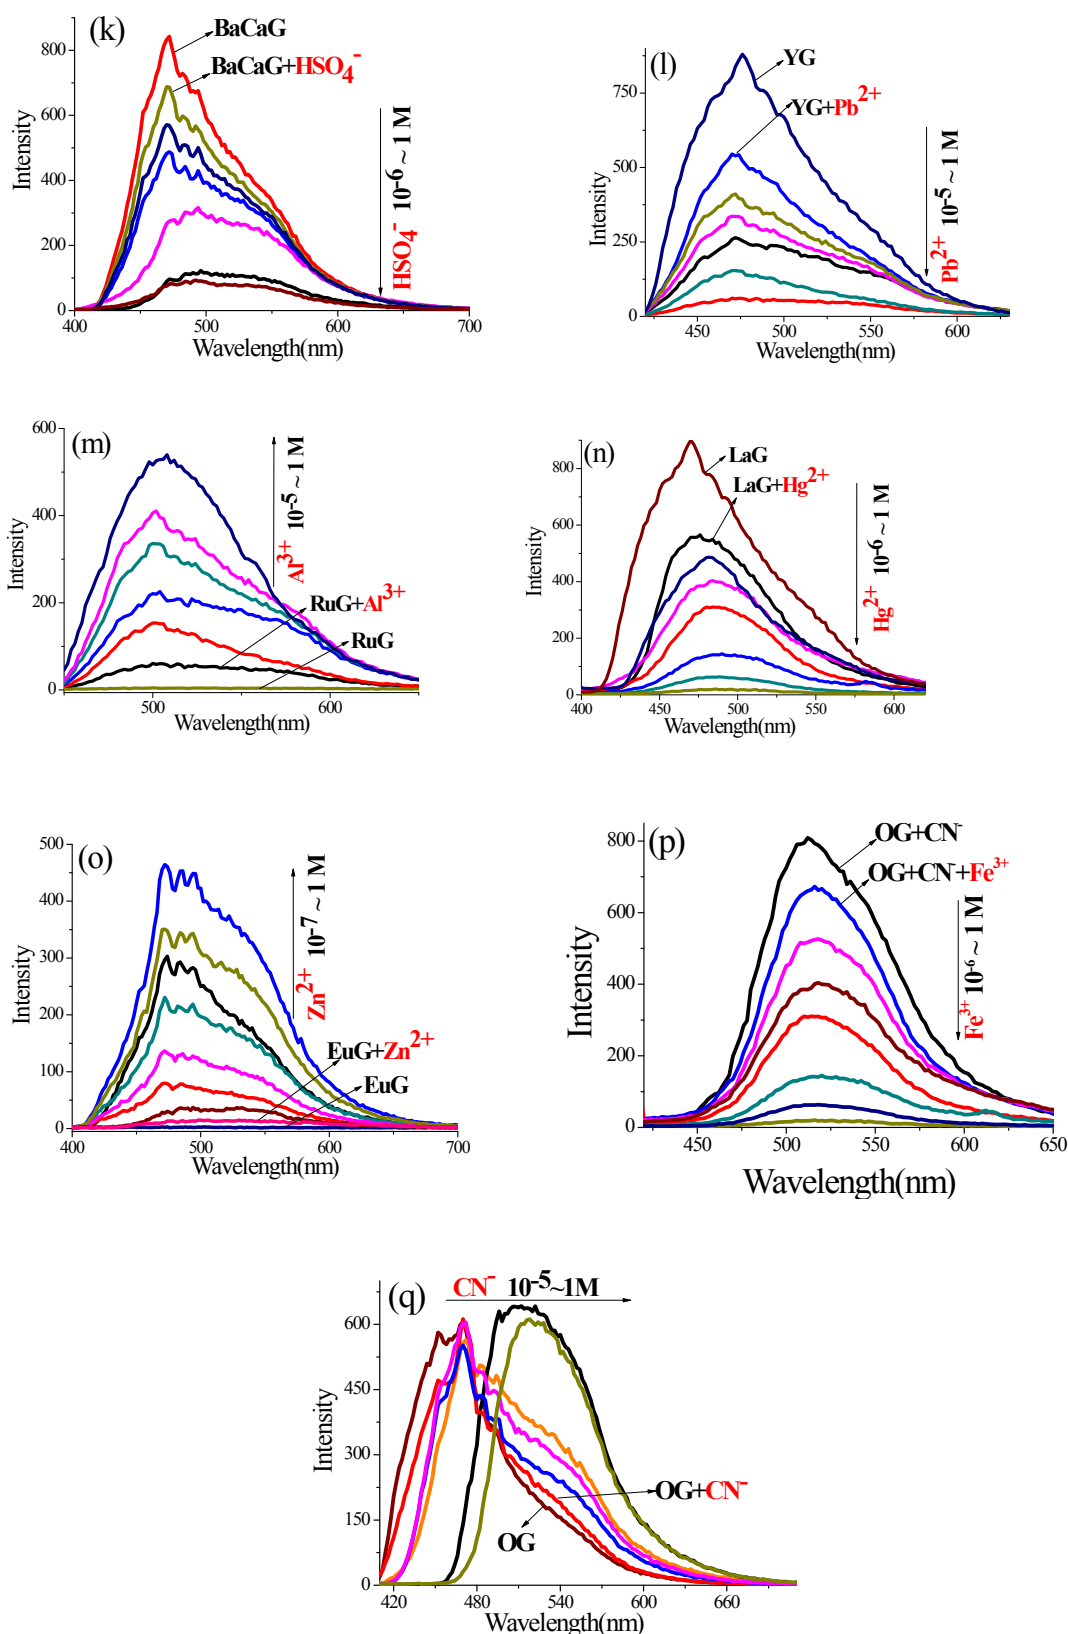 (k)
BaCaG
BaCaG+HSO₄⁻
HSO₄⁻ 10⁻⁶ ~ 1 M
Intensity
800
600
400
200
0
400
500
600
700
Wavelength(nm)
(l)
YG
YG+Pb²⁺
Pb²⁺ 10⁻⁵ ~ 1 M
Intensity
750
500
250
0
450
500
550
600
Wavelength(nm)
(m)
Al³⁺ 10⁻⁵ ~ 1 M
RuG+Al³⁺
RuG
Intensity
600
400
200
0
500
600
Wavelength(nm)
(n)
LaG
LaG+Hg²⁺
Hg²⁺ 10⁻⁶ ~ 1 M
Intensity
800
600
400
200
0
400
450
500
550
600
Wavelength(nm)
(o)
Zn²⁺ 10⁻⁷ ~ 1 M
EuG+Zn²⁺
EuG
Intensity
500
400
300
200
100
0
400
500
600
700
Wavelength(nm)
(p)
OG+CN⁻
OG+CN⁻+Fe³⁺
Fe³⁺ 10⁻⁶ ~ 1 M
Intensity
800
600
400
200
0
450
500
550
600
650
Wavelength(nm)
(q)
CN⁻ 10⁻⁵~1M
OG+CN⁻
OG
Intensity
600
450
300
150
0
420
480
540
600
660
Wavelength(nm)